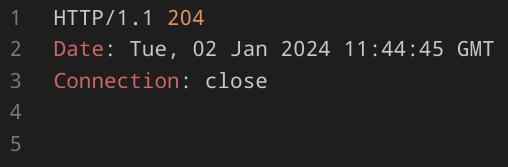 1 HTTP/1.1 204
2 Date: Tue, 02 Jan 2024 11:44:45 GMT
3 Connection: close
4
5